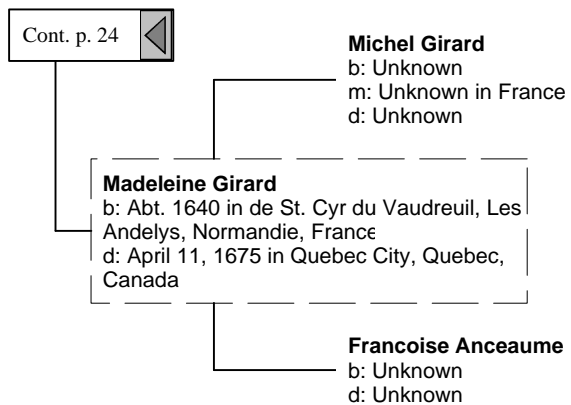 Cont. p. 24
Michel Girard
b: Unknown
m: Unknown in France
d: Unknown
Madeleine Girard
b: Abt. 1640 in de St. Cyr du Vaudreuil, Les
Andelys, Normandie, France
d: April 11, 1675 in Quebec City, Quebec,
Canada
Francoise Anceaume
b: Unknown
d: Unknown